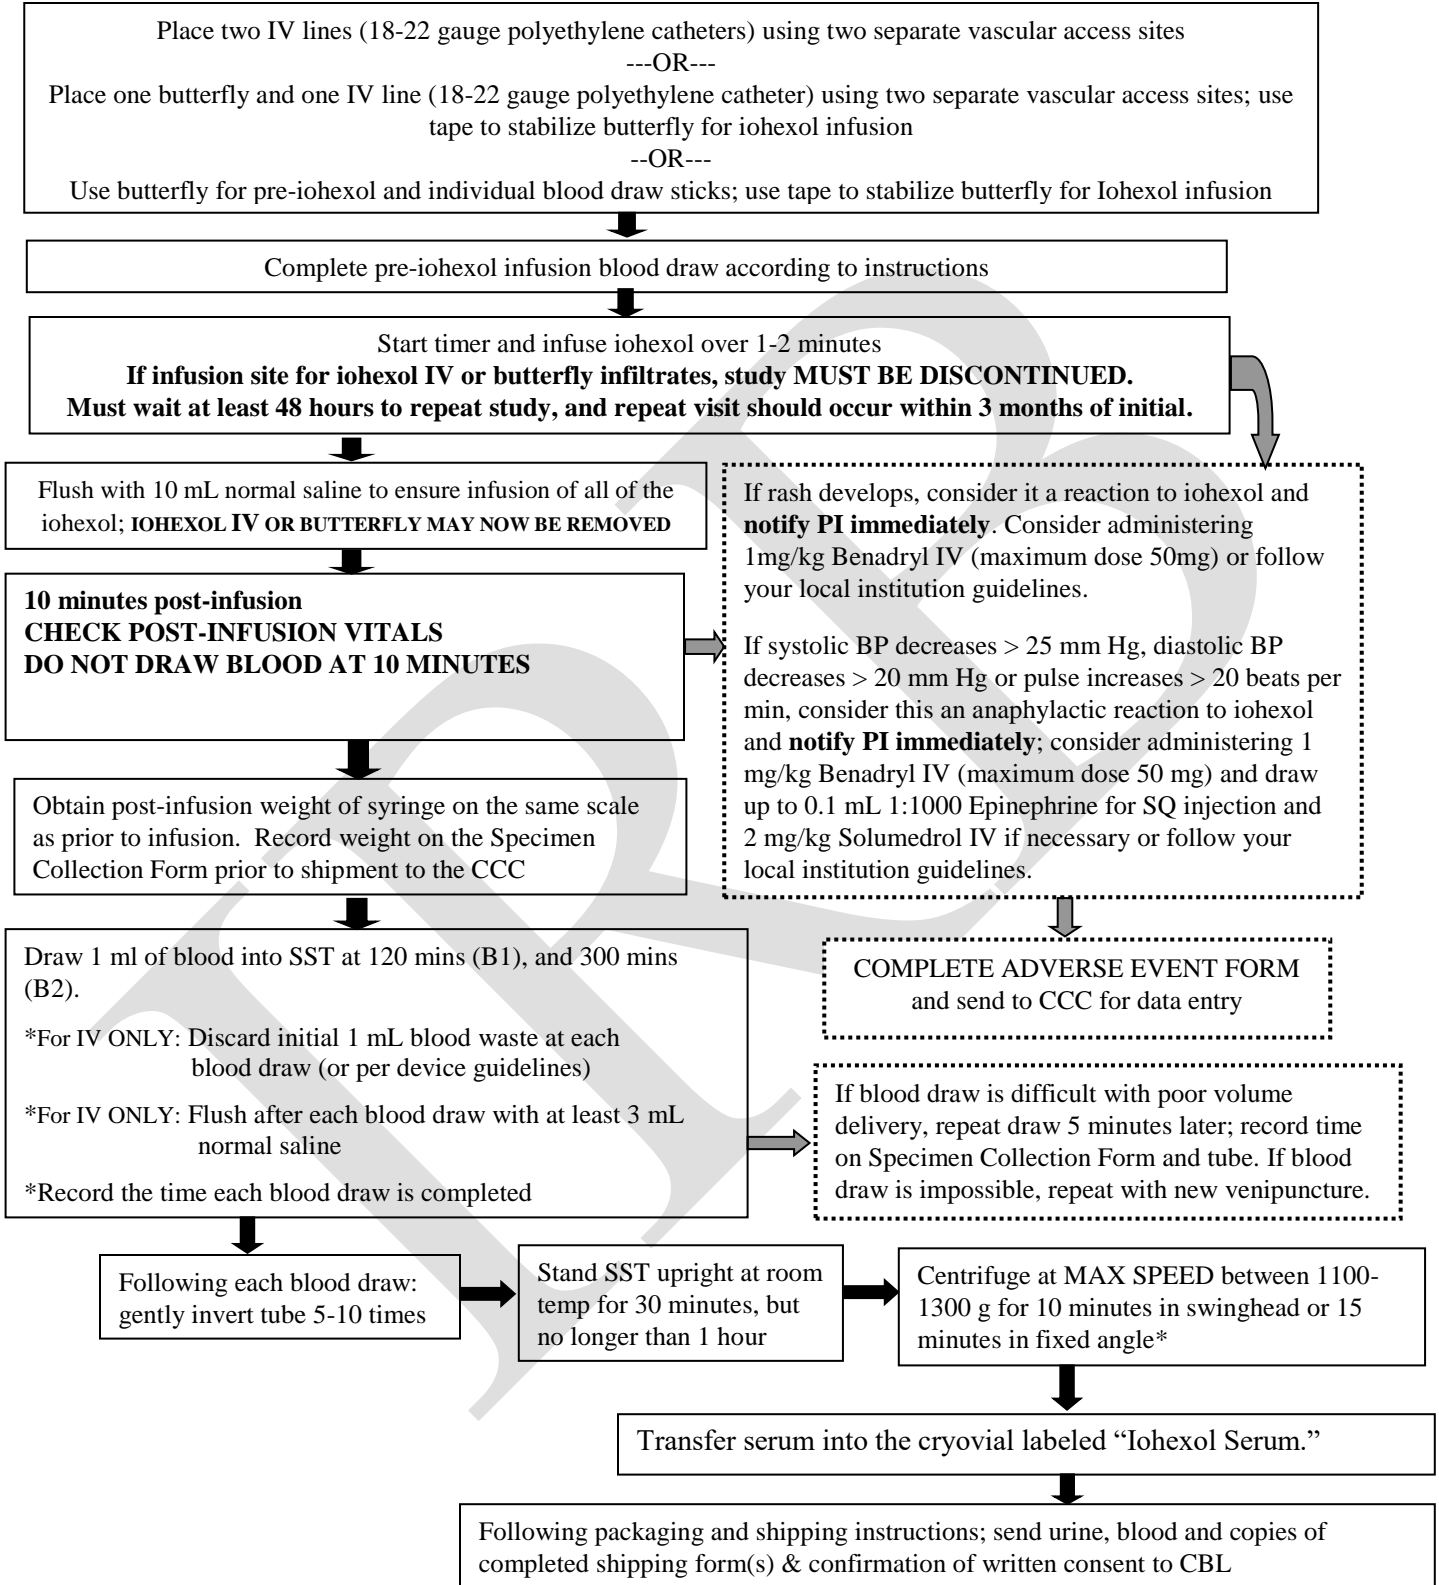 Place two IV lines (18-22 gauge polyethylene catheters) using two separate vascular access sites
---OR---
Place one butterfly and one IV line (18-22 gauge polyethylene catheter) using two separate vascular access sites; use
tape to stabilize butterfly for iohexol infusion
--OR---
Use butterfly for pre-iohexol and individual blood draw sticks; use tape to stabilize butterfly for Iohexol infusion
Complete pre-iohexol infusion blood draw according to instructions
Start timer and infuse iohexol over 1-2 minutes
If infusion site for iohexol IV or butterfly infiltrates, study MUST BE DISCONTINUED.
Must wait at least 48 hours to repeat study, and repeat visit should occur within 3 months of initial.
Flush with 10 mL normal saline to ensure infusion of all of the
iohexol; IOHEXOL IV OR BUTTERFLY MAY NOW BE REMOVED
10 minutes post-infusion
CHECK POST-INFUSION VITALS
DO NOT DRAW BLOOD AT 10 MINUTES
If rash develops, consider it a reaction to iohexol and
notify PI immediately. Consider administering
1mg/kg Benadryl IV (maximum dose 50mg) or follow
your local institution guidelines.
If systolic BP decreases > 25 mm Hg, diastolic BP
decreases > 20 mm Hg or pulse increases > 20 beats per
min, consider this an anaphylactic reaction to iohexol
and notify PI immediately; consider administering 1
mg/kg Benadryl IV (maximum dose 50 mg) and draw
up to 0.1 mL 1:1000 Epinephrine for SQ injection and
2 mg/kg Solumedrol IV if necessary or follow your
local institution guidelines.
Obtain post-infusion weight of syringe on the same scale
as prior to infusion.  Record weight on the Specimen
Collection Form prior to shipment to the CCC
COMPLETE ADVERSE EVENT FORM
and send to CCC for data entry
Draw 1 ml of blood into SST at 120 mins (B1), and 300 mins
(B2).
*For IV ONLY: Discard initial 1 mL blood waste at each
blood draw (or per device guidelines)
*For IV ONLY: Flush after each blood draw with at least 3 mL
normal saline
*Record the time each blood draw is completed
If blood draw is difficult with poor volume
delivery, repeat draw 5 minutes later; record time
on Specimen Collection Form and tube. If blood
draw is impossible, repeat with new venipuncture.
Following each blood draw:
gently invert tube 5-10 times
Stand SST upright at room
temp for 30 minutes, but
no longer than 1 hour
Centrifuge at MAX SPEED between 1100-
1300 g for 10 minutes in swinghead or 15
minutes in fixed angle*
Transfer serum into the cryovial labeled “Iohexol Serum.”
Following packaging and shipping instructions; send urine, blood and copies of
completed shipping form(s) & confirmation of written consent to CBL
IRB